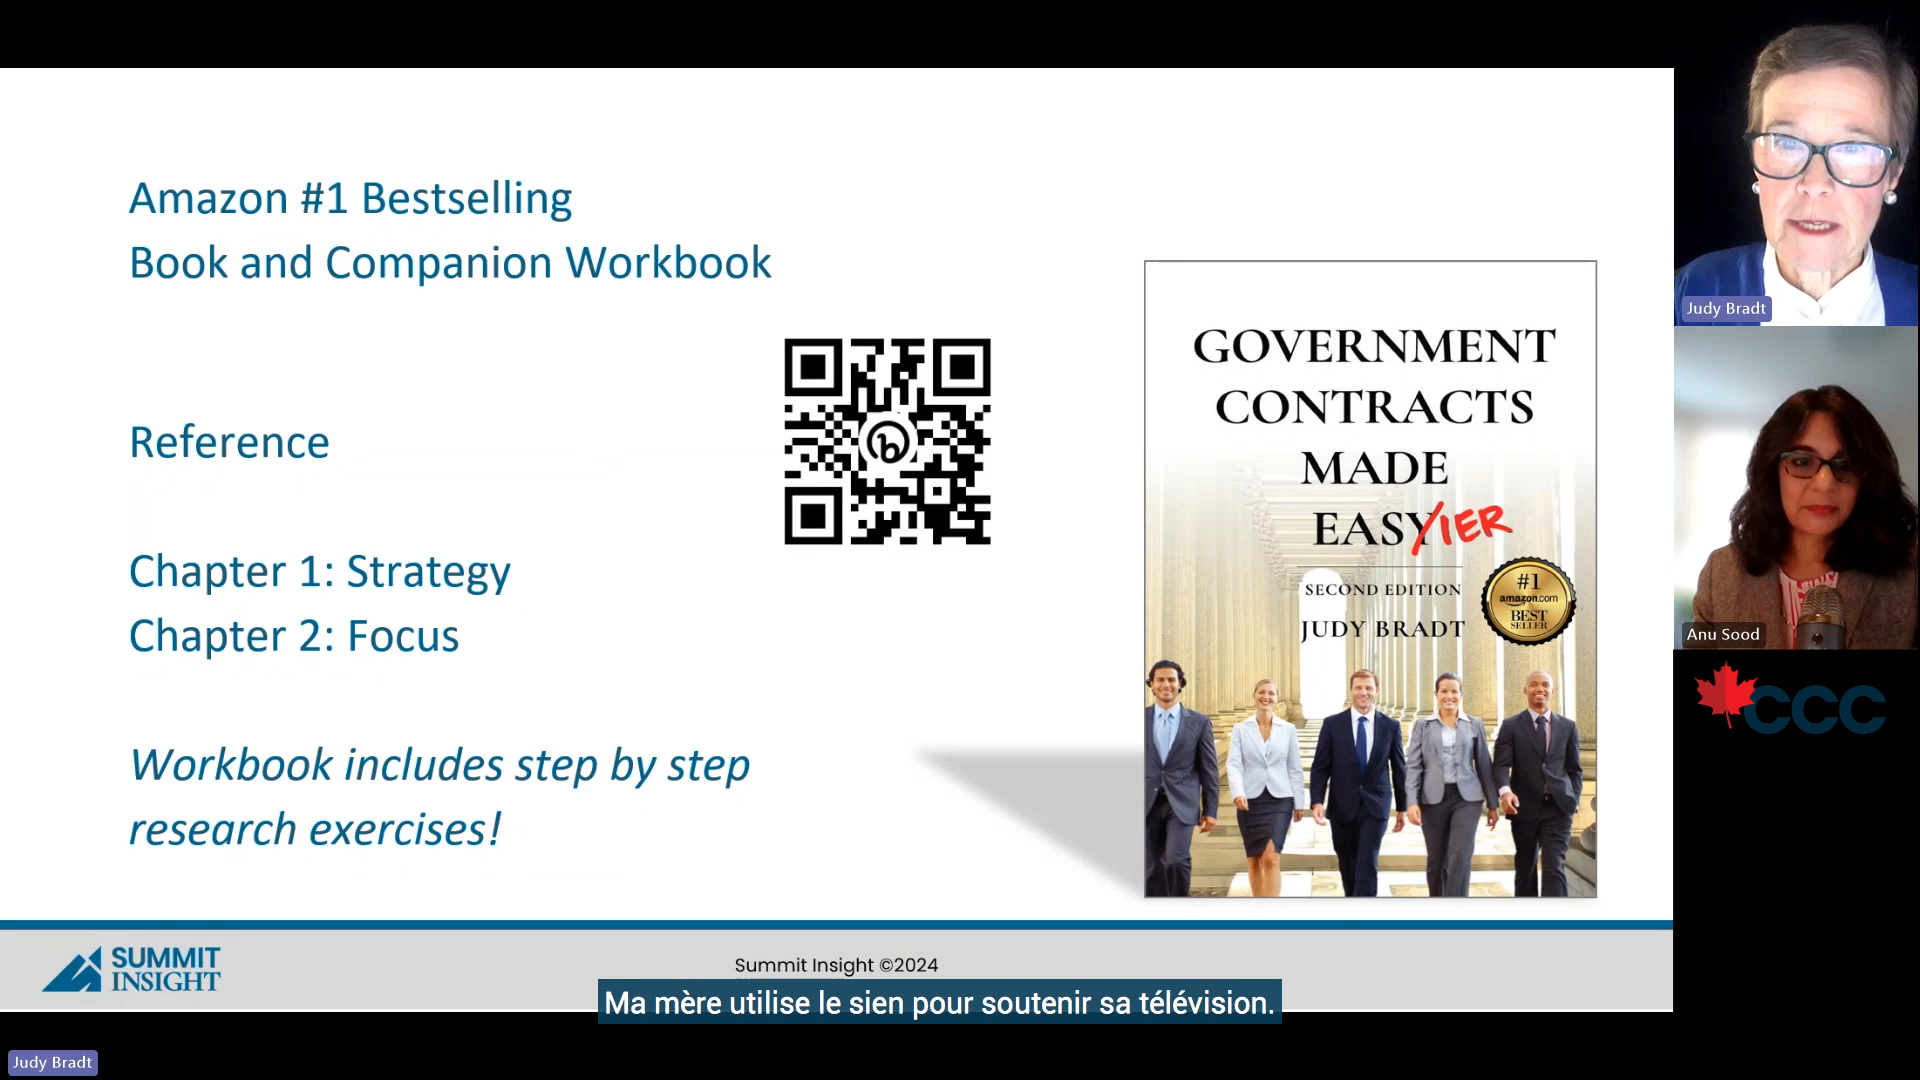 Amazon #1 Bestselling
Book and Companion Workbook
Reference
Chapter 1: Strategy
Chapter 2: Focus
Workbook includes step by step
research exercises!
GOVERNMENT
CONTRACTS
MADE
EASY/IER
SECOND EDITION
JUDY BRADT
#1
amazon.com
BEST
SELLER
SUMMIT
INSIGHT
Summit Insight ©2024
Ma mère utilise le sien pour soutenir sa télévision.
Judy Bradt
Judy Bradt
Anu Sood
CCC